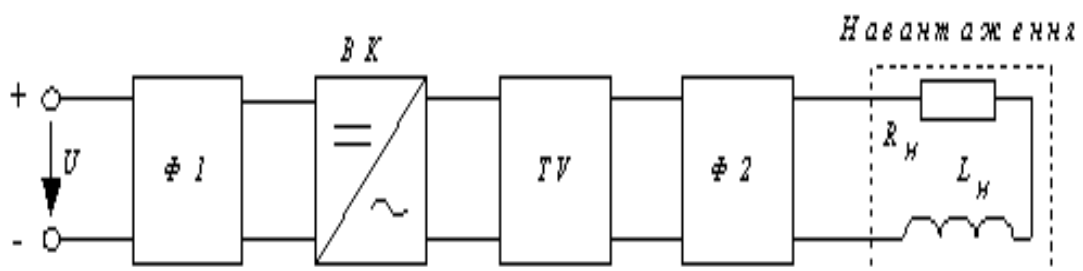 Навантаження
ВК
+
U
-
Ф1
=
~
TV
Ф2
Rн
Lн